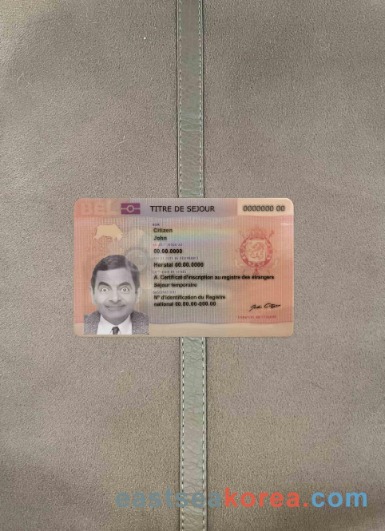 BEL
TITRE DE SEJOUR
0000000 00
Citizen
John
00.00.0000
Herstal 00.00.0000
A. Certificat d'inscription au registre des étrangers
Séjour temporaire
N° d'identification du Registre
national 00.00.00-000.00
eastseakorea.com